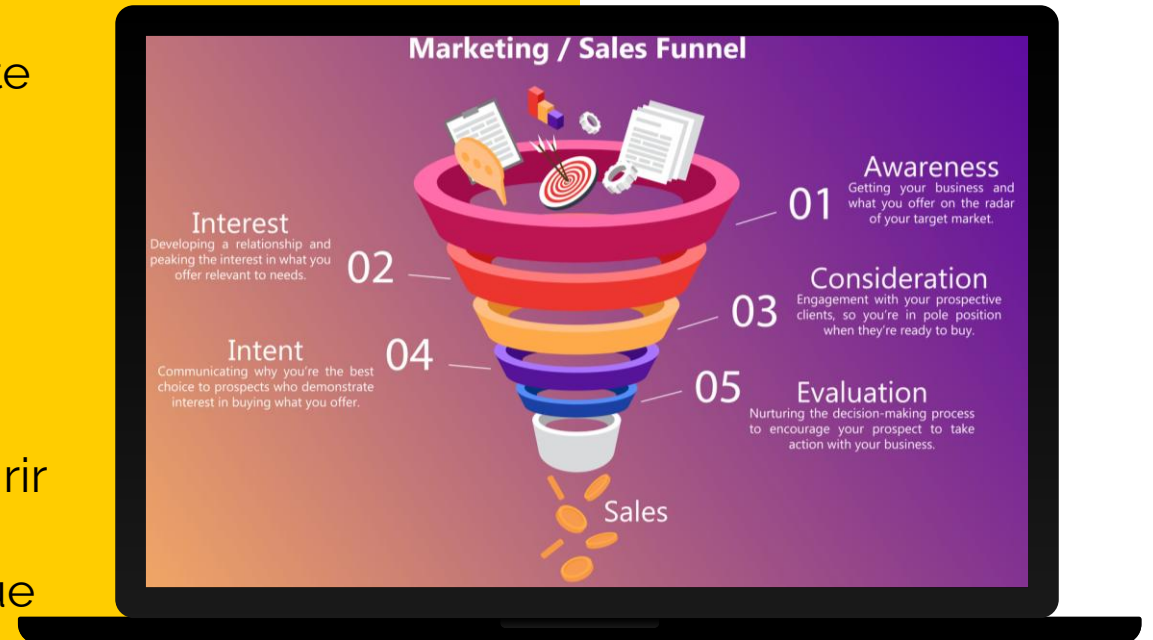 Marketing / Sales Funnel
Awareness
01
Getting your business and
what you offer on the radar
of your target market.
Interest
02
Developing a relationship and
peaking the interest in what you
offer relevant to needs.
Consideration
03
Engagement with your prospective
clients, so you're in pole position
when they're ready to buy.
Intent
04
Communicating why you're the best
choice to prospects who demonstrate
interest in buying what you offer.
05
Evaluation
Nurturing the decision-making process
to encourage your prospect to take
action with your business.
Sales